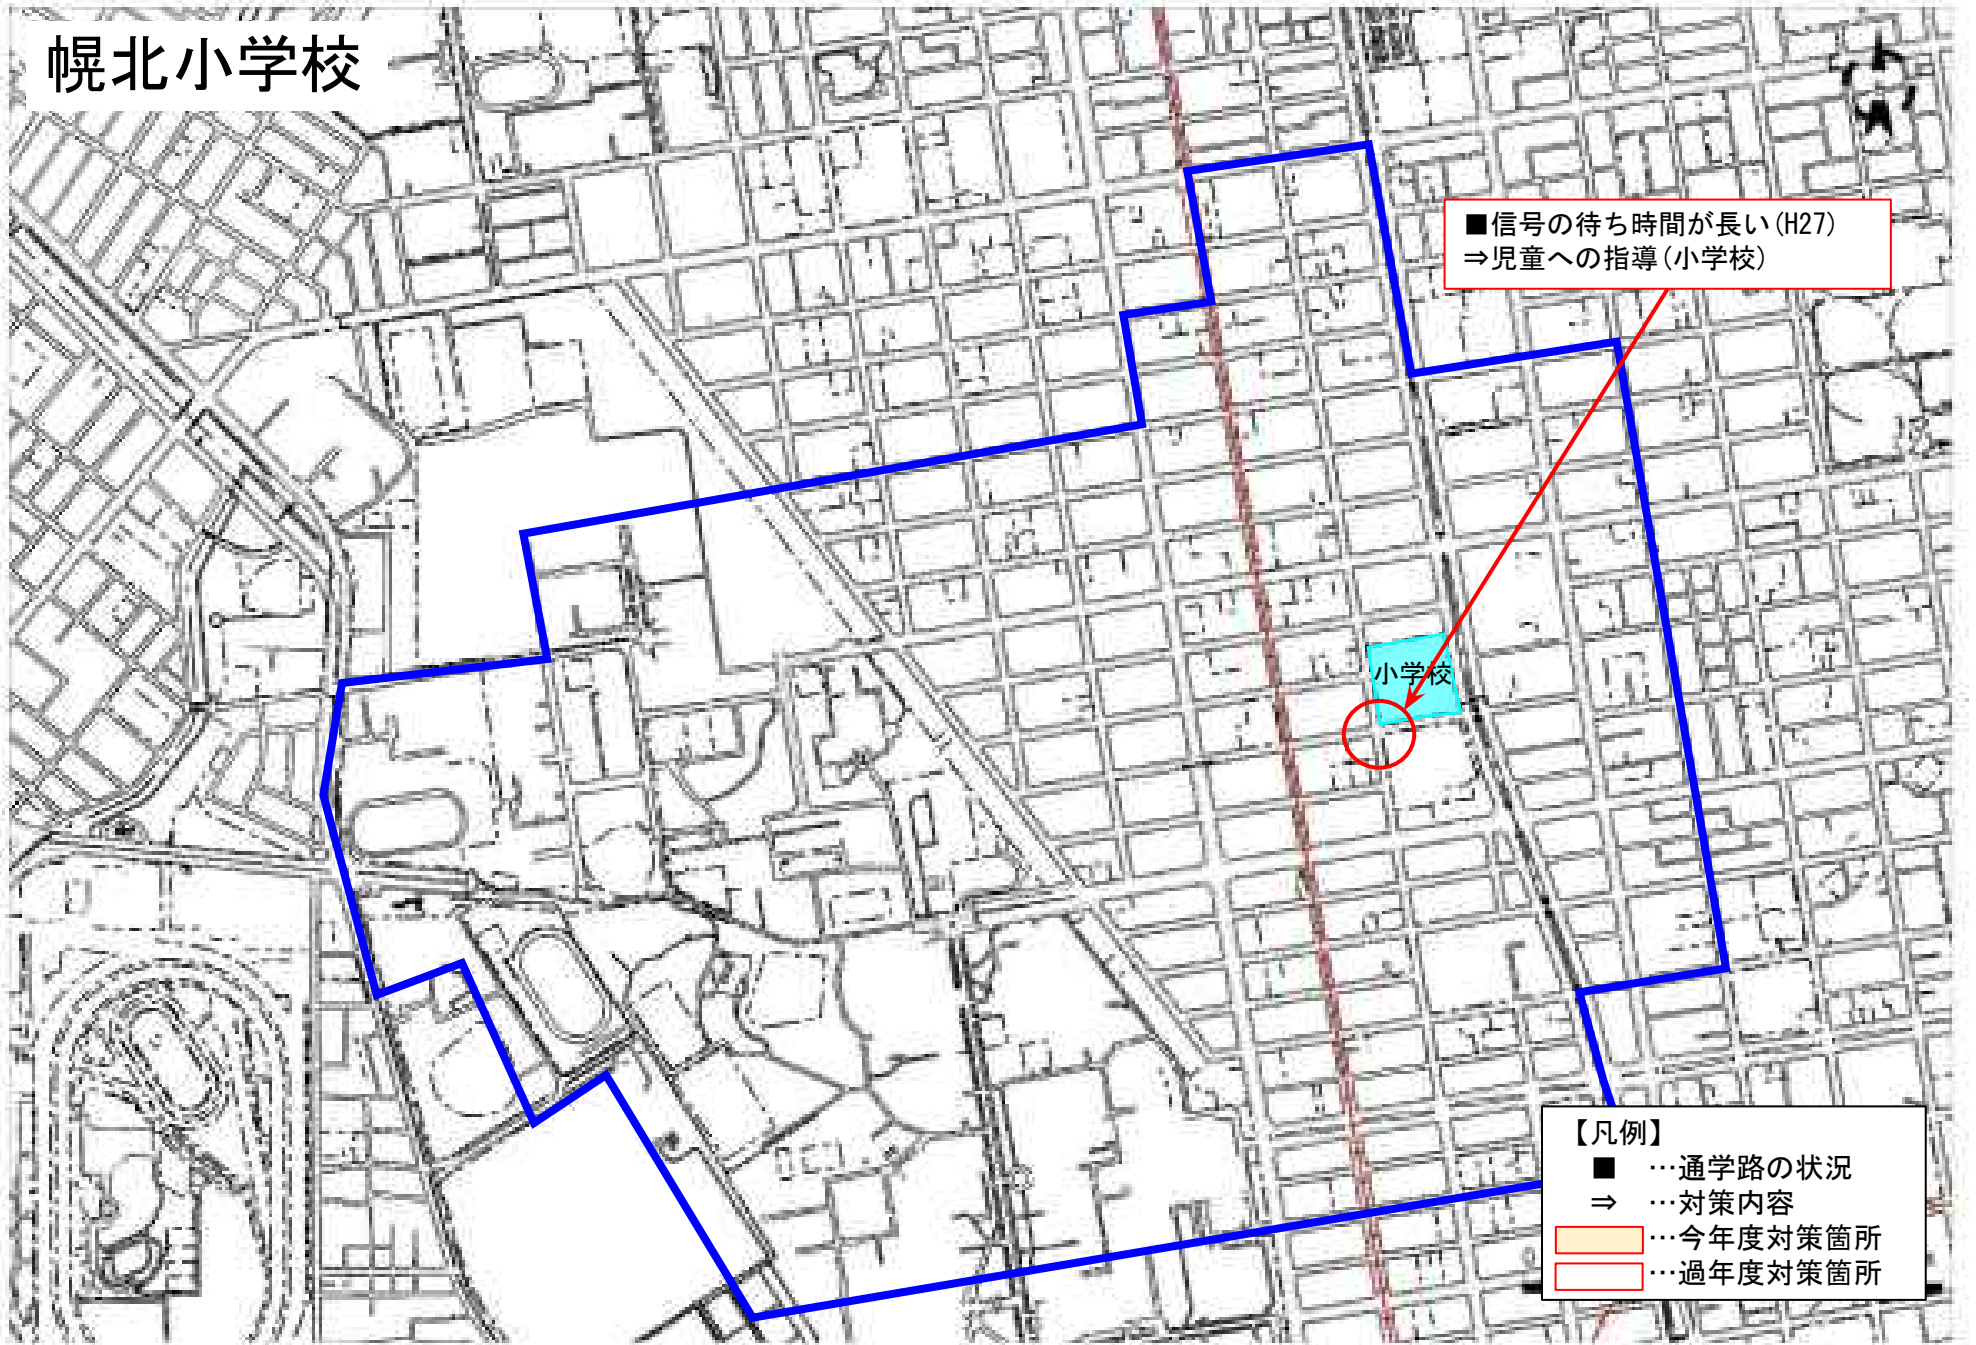 幌北小学校
■信号の待ち時間が長い(H27)
⇒児童への指導(小学校)
小学校
【凡例】
■ …通学路の状況
⇒ …対策内容
…今年度対策箇所
…過年度対策箇所